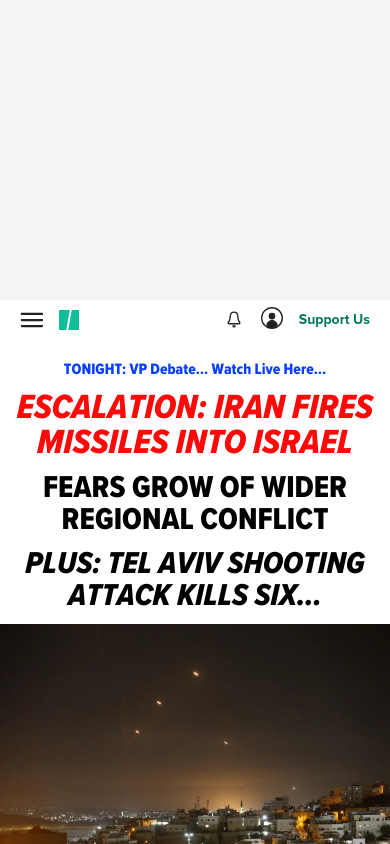 Support Us
TONIGHT: VP Debate... Watch Live Here...
ESCALATION: IRAN FIRES
MISSILES INTO ISRAEL
FEARS GROW OF WIDER
REGIONAL CONFLICT
PLUS: TEL AVIV SHOOTING
ATTACK KILLS SIX...